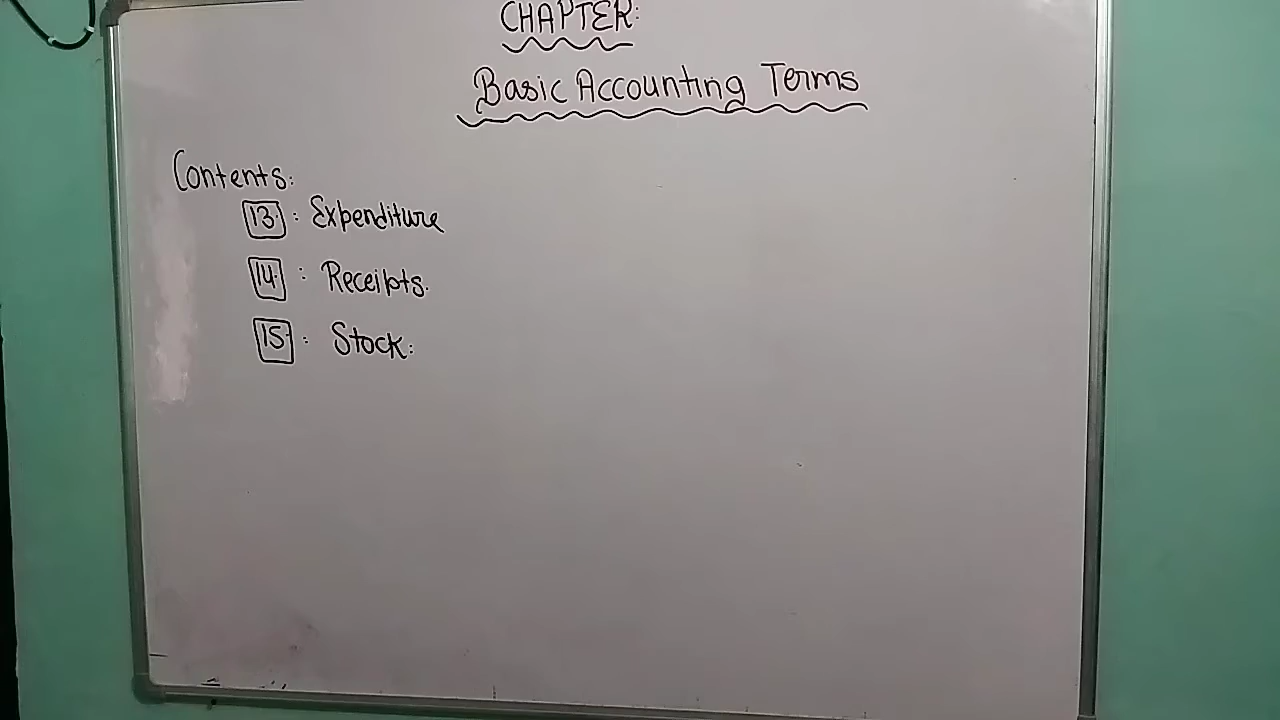 CHAPTER:
Basic Accounting Terms
Contents:
13 : Expenditure
14 : Receipts.
15 : Stock: